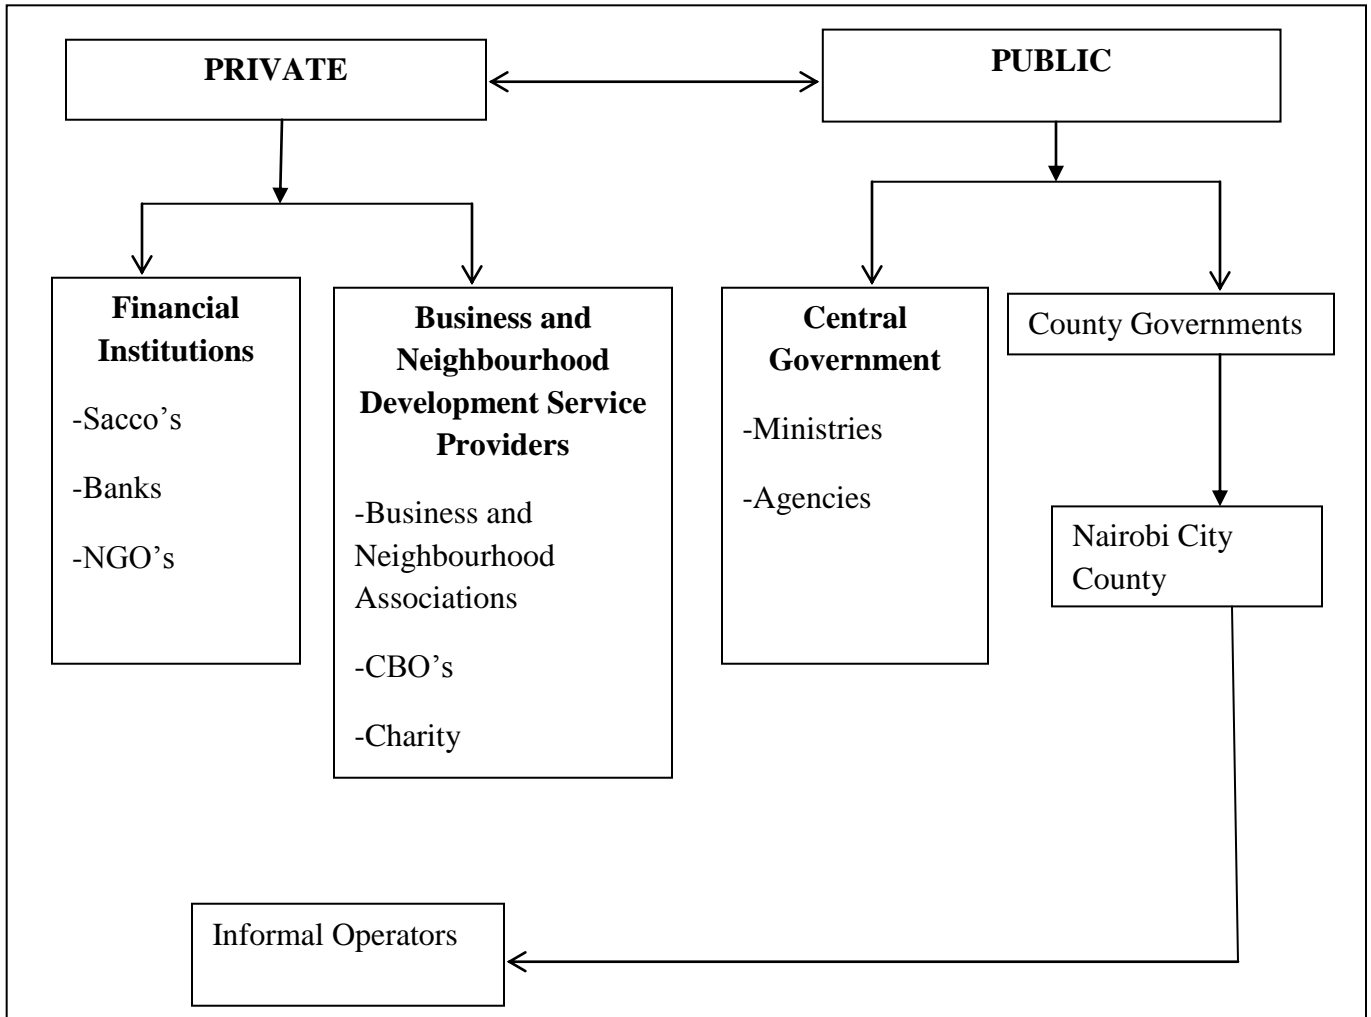 PRIVATE
PUBLIC
Financial
Institutions
-Sacco’s
-Banks
-NGO’s
Business and
Neighbourhood
Development Service
Providers
-Business and
Neighbourhood
Associations
-CBO’s
-Charity
Central
Government
-Ministries
-Agencies
County Governments
Nairobi City
County
Informal Operators